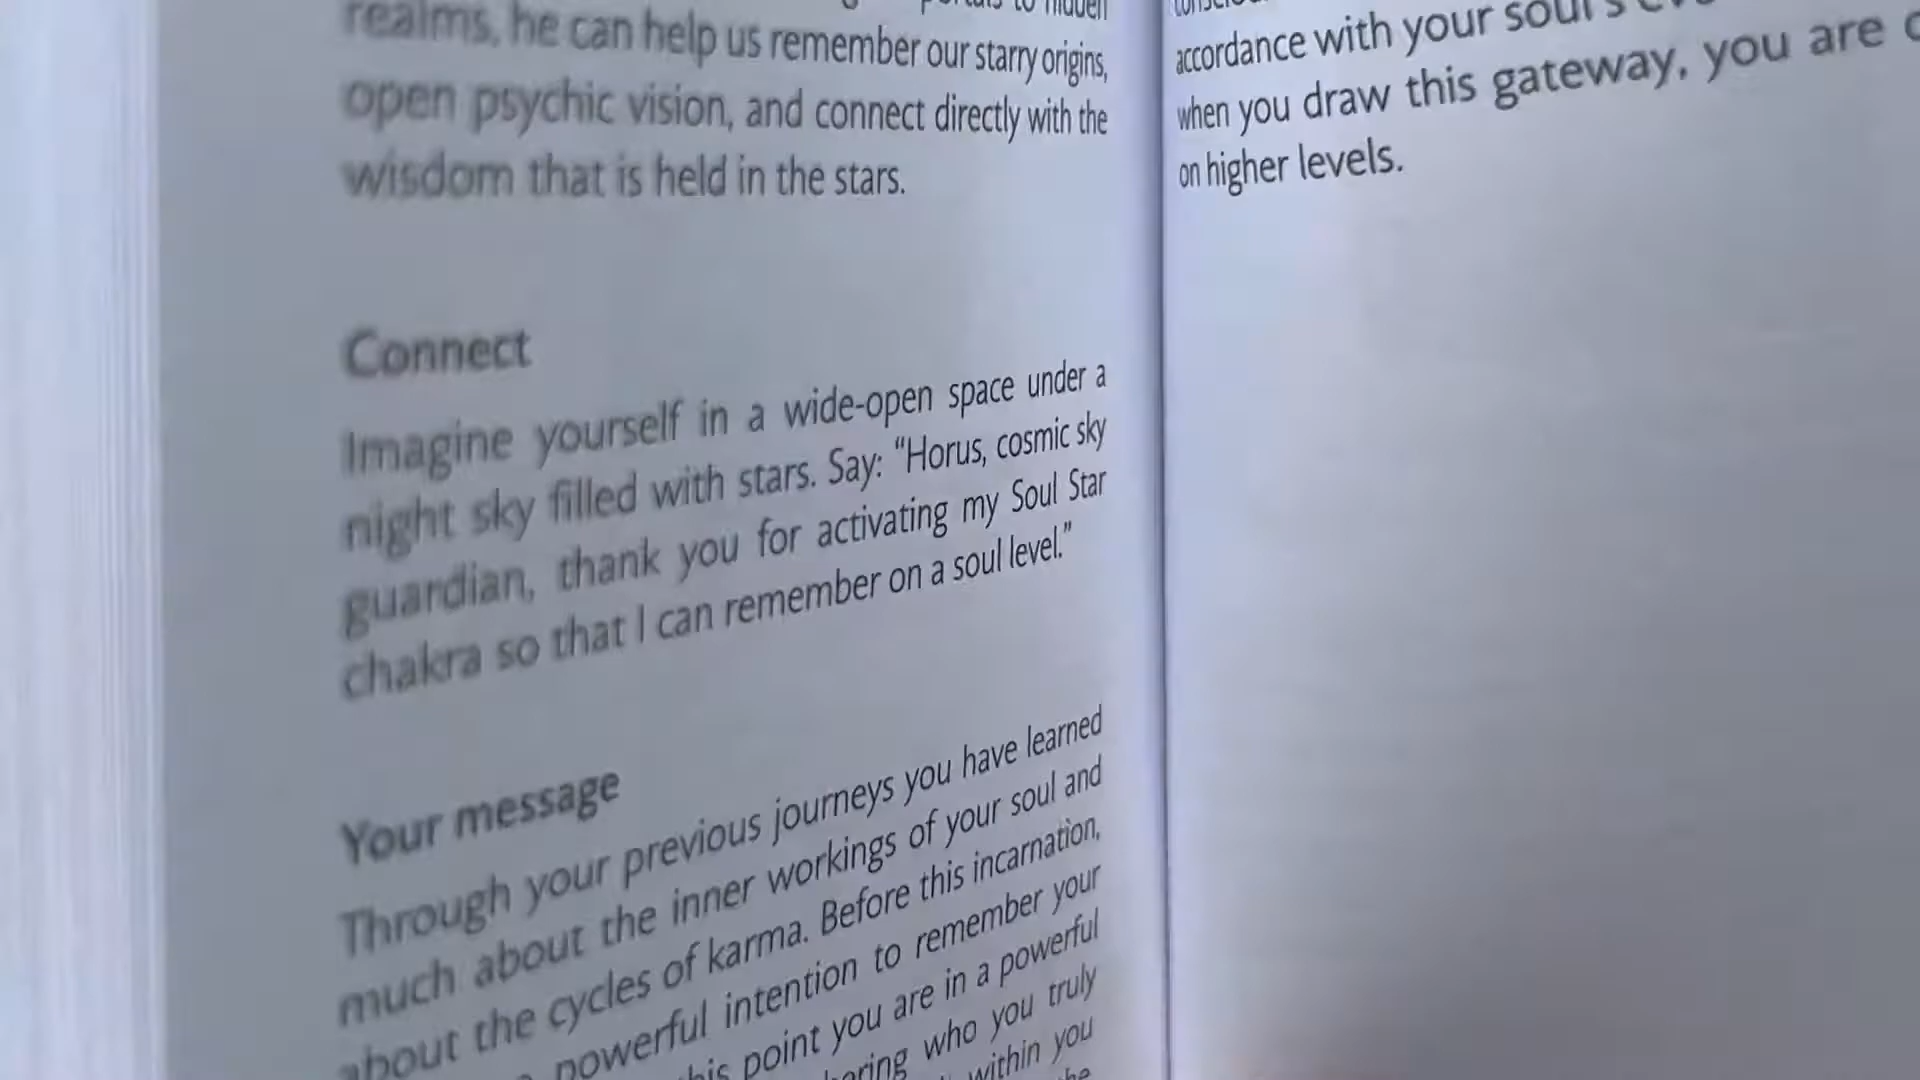 to hidden
realms, he can help us remember our starry origins,
open psychic vision, and connect directly with the
wisdom that is held in the stars.
Connect
Imagine yourself in a wide-open space under a
night sky filled with stars. Say: “Horus, cosmic sky
guardian, thank you for activating my Soul Star
chakra so that I can remember on a soul level.”
Your message
Through your previous journeys you have learned
much about the inner workings of your soul and
about the cycles of karma. Before this incarnation,
powerful intention to remember your
point you are in a powerful
who you truly
within you
accordance with your soul's
when you draw this gateway, you are
on higher levels.